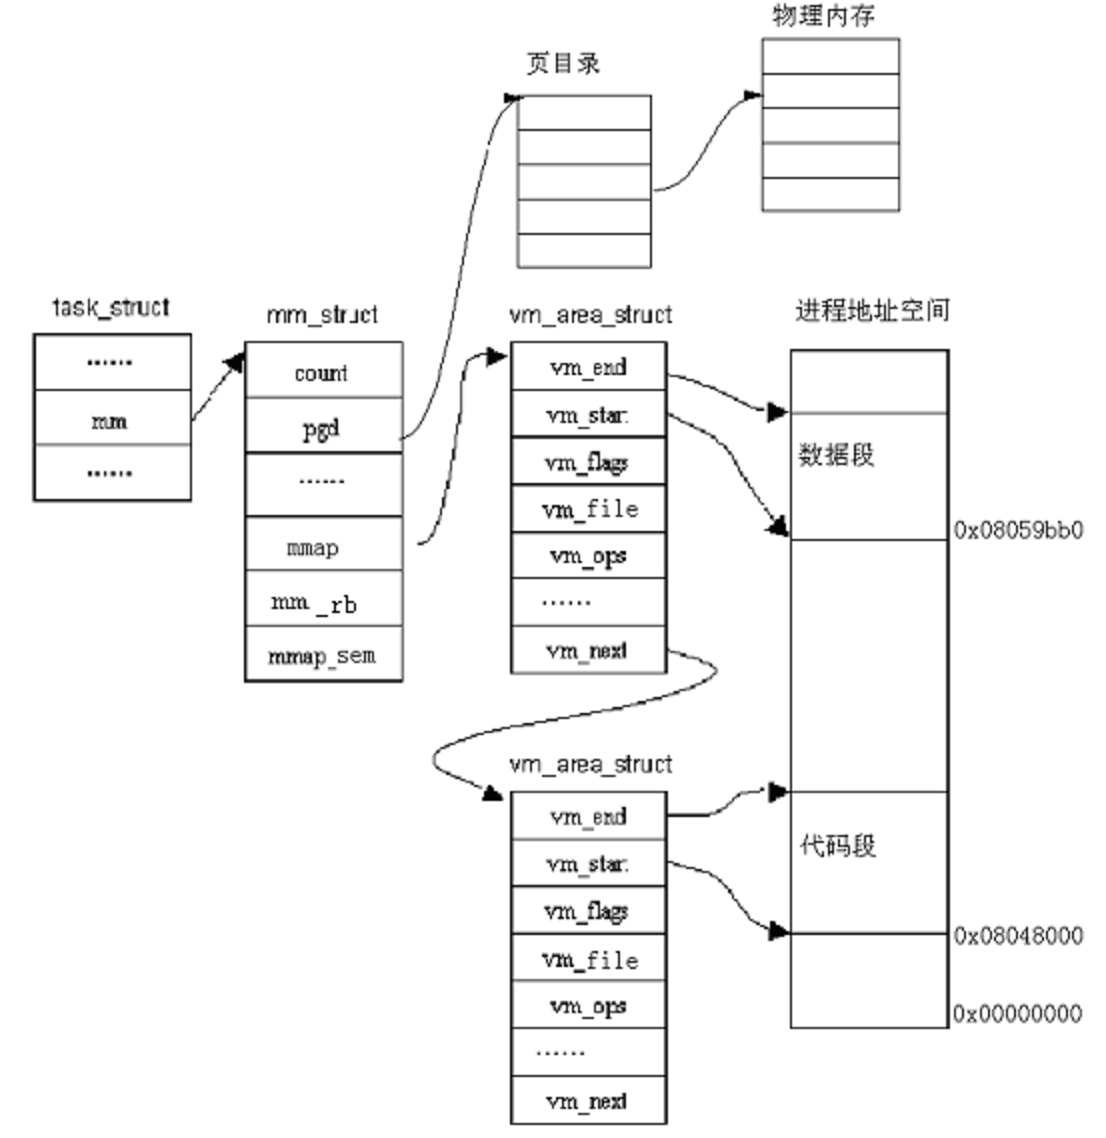 物理内存
页目录
task_struct
......
mm
......
mm_struct
count
pgd
......
mmap
mm_rb
mmap_sem
vm_area_struct
vm_end
vm_start
vm_flags
vm_file
vm_ops
......
vm_next
进程地址空间
数据段
0x08059bb0
代码段
0x08048000
0x00000000
vm_area_struct
vm_end
vm_start
vm_flags
vm_file
vm_ops
......
vm_next